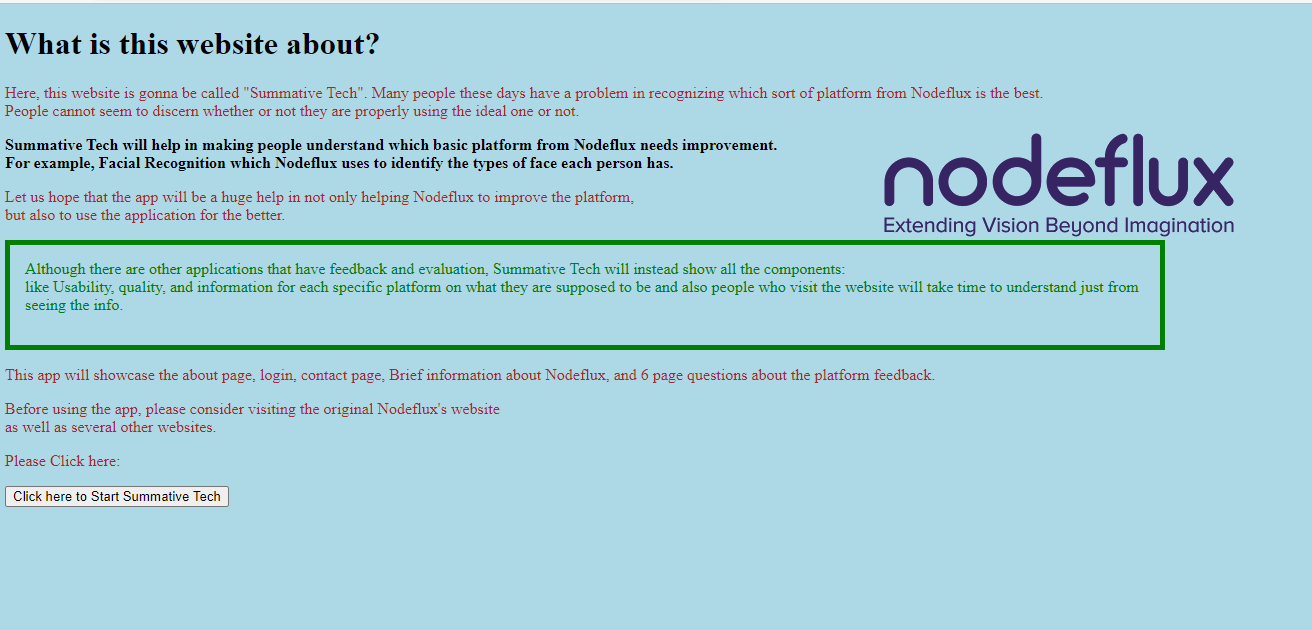 What is this website about?
Here, this website is gonna be called "Summative Tech". Many people these days have a problem in recognizing which sort of platform from Nodeflux is the best.
People cannot seem to discern whether or not they are properly using the ideal one or not.
Summative Tech will help in making people understand which basic platform from Nodeflux needs improvement.
For example, Facial Recognition which Nodeflux uses to identify the types of face each person has.
nodeflux
Extending Vision Beyond Imagination
Let us hope that the app will be a huge help in not only helping Nodeflux to improve the platform,
but also to use the application for the better.
Although there are other applications that have feedback and evaluation, Summative Tech will instead show all the components:
like Usability, quality, and information for each specific platform on what they are supposed to be and also people who visit the website will take time to understand just from
seeing the info.
This app will showcase the about page, login, contact page, Brief information about Nodeflux, and 6 page questions about the platform feedback.
Before using the app, please consider visiting the original Nodeflux's website
as well as several other websites.
Please Click here:
Click here to Start Summative Tech